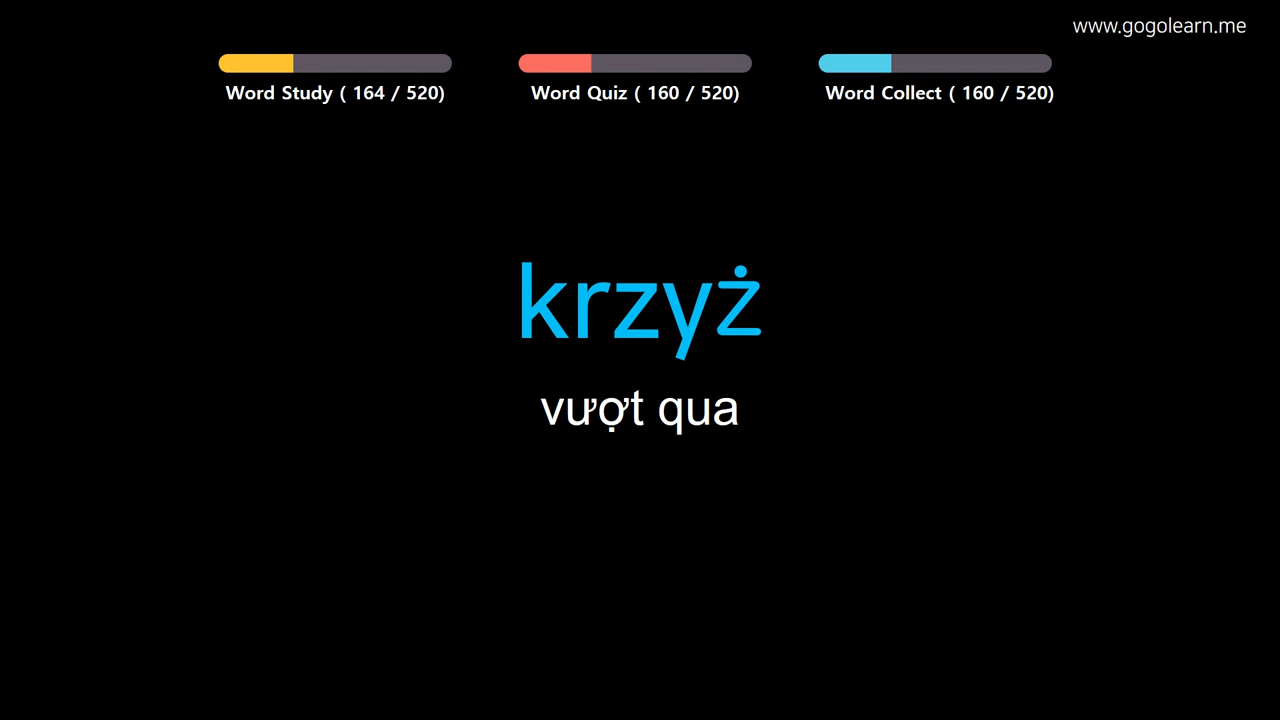 www.gogolearn.me
Word Study ( 164 / 520)
Word Quiz ( 160 / 520)
Word Collect ( 160 / 520)
krzyż
vượt qua